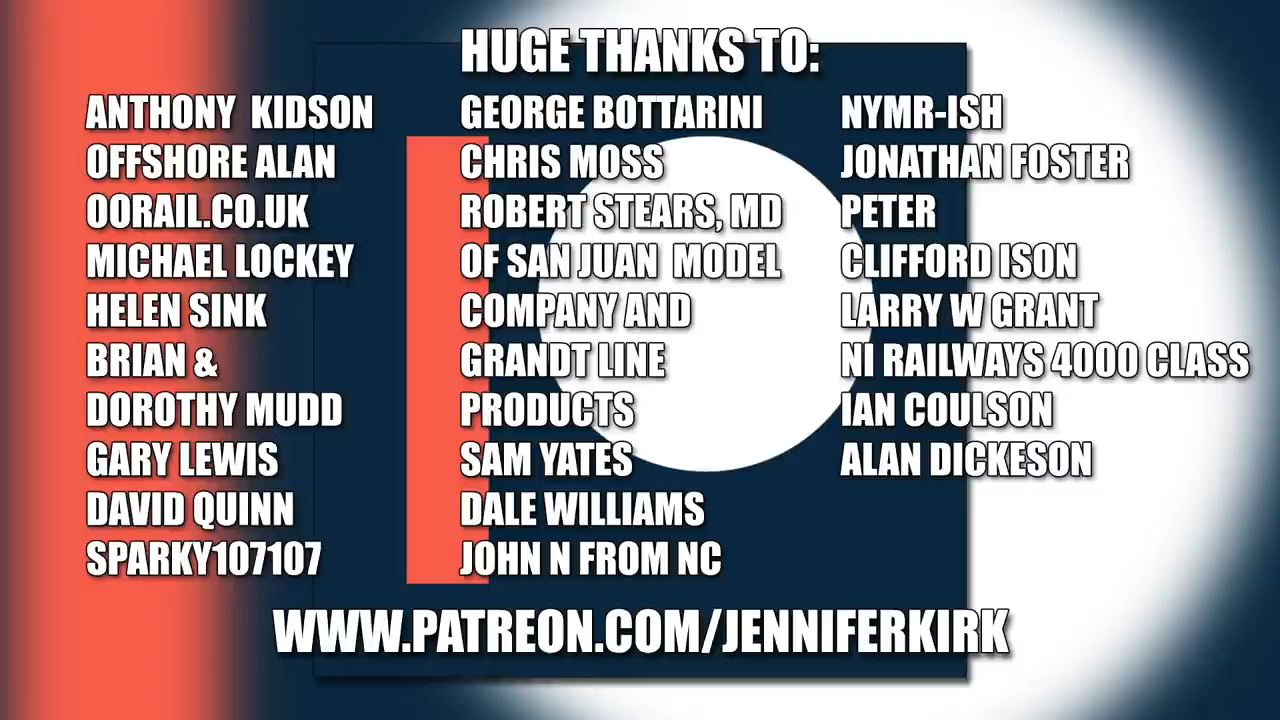 HUGE THANKS TO:
ANTHONY KIDSON
OFFSHORE ALAN
OORAIL.CO.UK
MICHAEL LOCKEY
HELEN SINK
BRIAN &
DOROTHY MUDD
GARY LEWIS
DAVID QUINN
SPARKY107107
GEORGE BOTTARINI
CHRIS MOSS
ROBERT STEARS, MD
OF SAN JUAN MODEL
COMPANY AND
GRANDT LINE
PRODUCTS
SAM YATES
DALE WILLIAMS
JOHN N FROM NC
NYMR-ISH
JONATHAN FOSTER
PETER
CLIFFORD ISON
LARRY W GRANT
NI RAILWAYS 4000 CLASS
IAN COULSON
ALAN DICKESON
WWW.PATREON.COM/JENNIFERKIRK